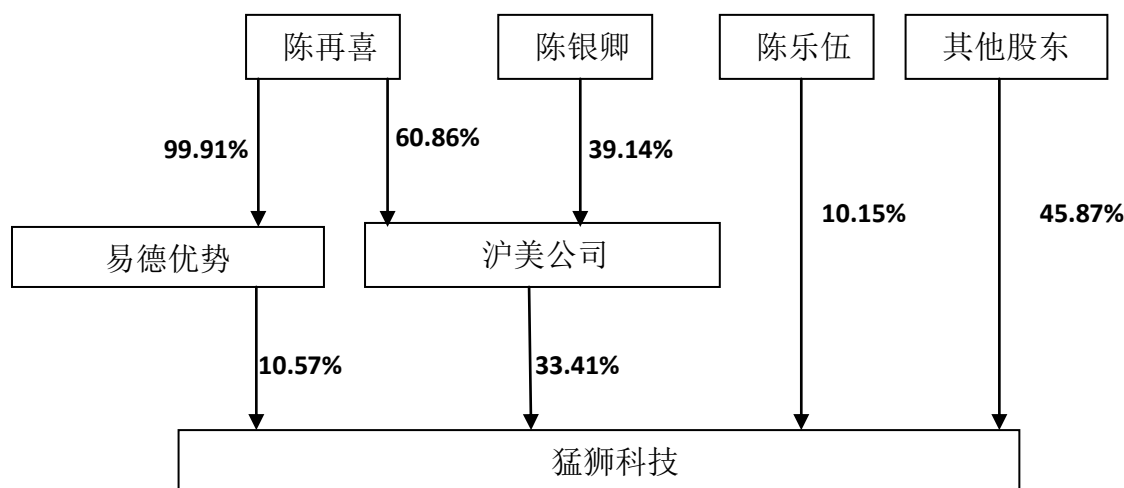 陈再喜
陈银卿
陈乐伍
其他股东
99.91%
60.86%
39.14%
10.15%
45.87%
易德优势
沪美公司
10.57%
33.41%
猛狮科技